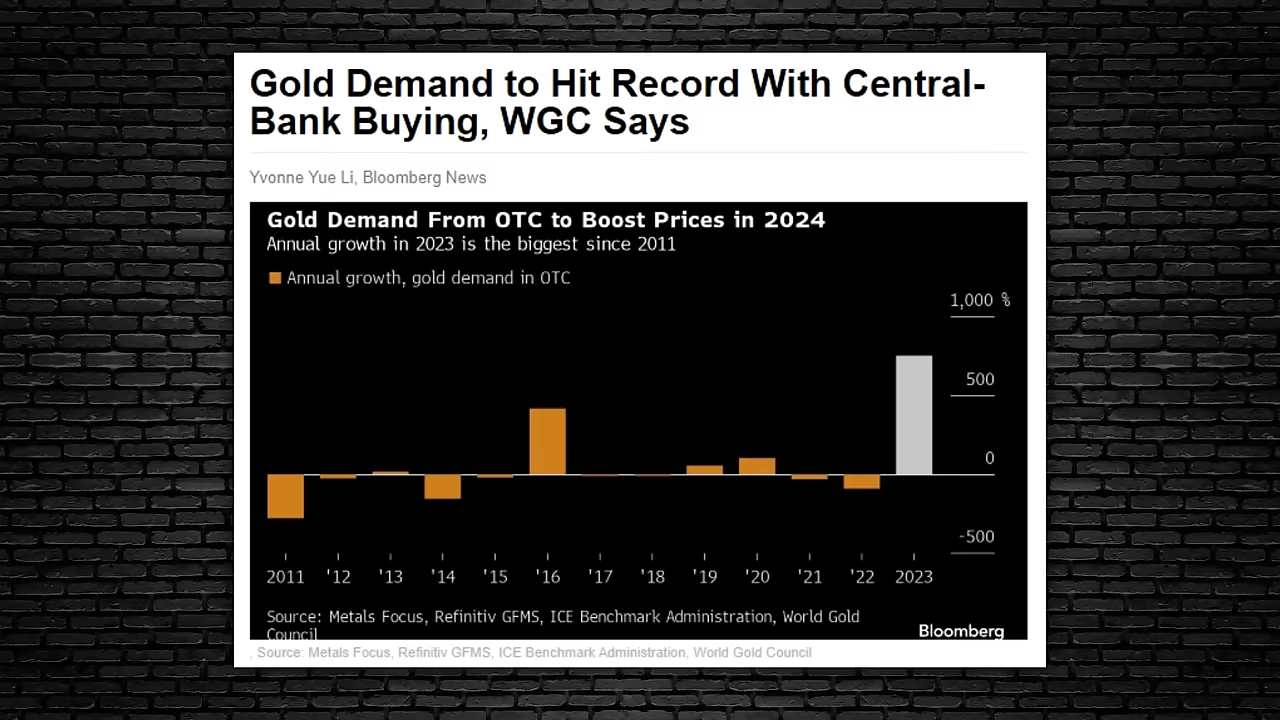 Gold Demand to Hit Record With Central-
Bank Buying, WGC Says
Yvonne Yue Li, Bloomberg News
Gold Demand From OTC to Boost Prices in 2024
Annual growth in 2023 is the biggest since 2011
Annual growth, gold demand in OTC
1,000 %
500
0
-500
2011 '12 '13 '14 '15 '16 '17 '18 '19 '20 '21 '22 2023
Source: Metals Focus, Refinitiv GFMS, ICE Benchmark Administration, World Gold
Council
Bloomberg
. Source: Metals Focus, Refinitiv GFMS, ICE Benchmark Administration, World Gold Council